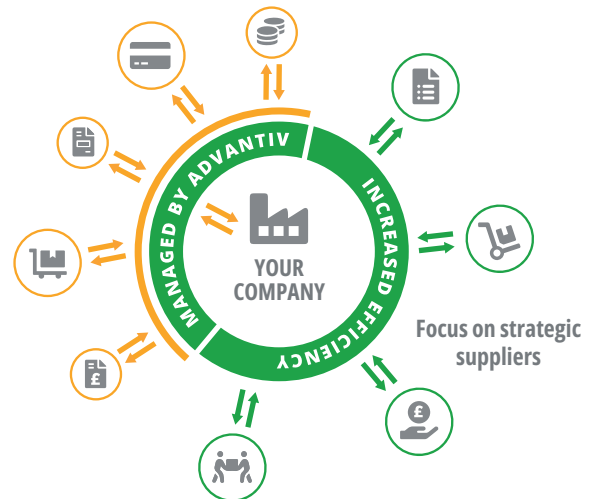 MANAGED BY ADVANTIV
INCREASED EFFICIENCY
YOUR
COMPANY
Focus on strategic
suppliers
£
£